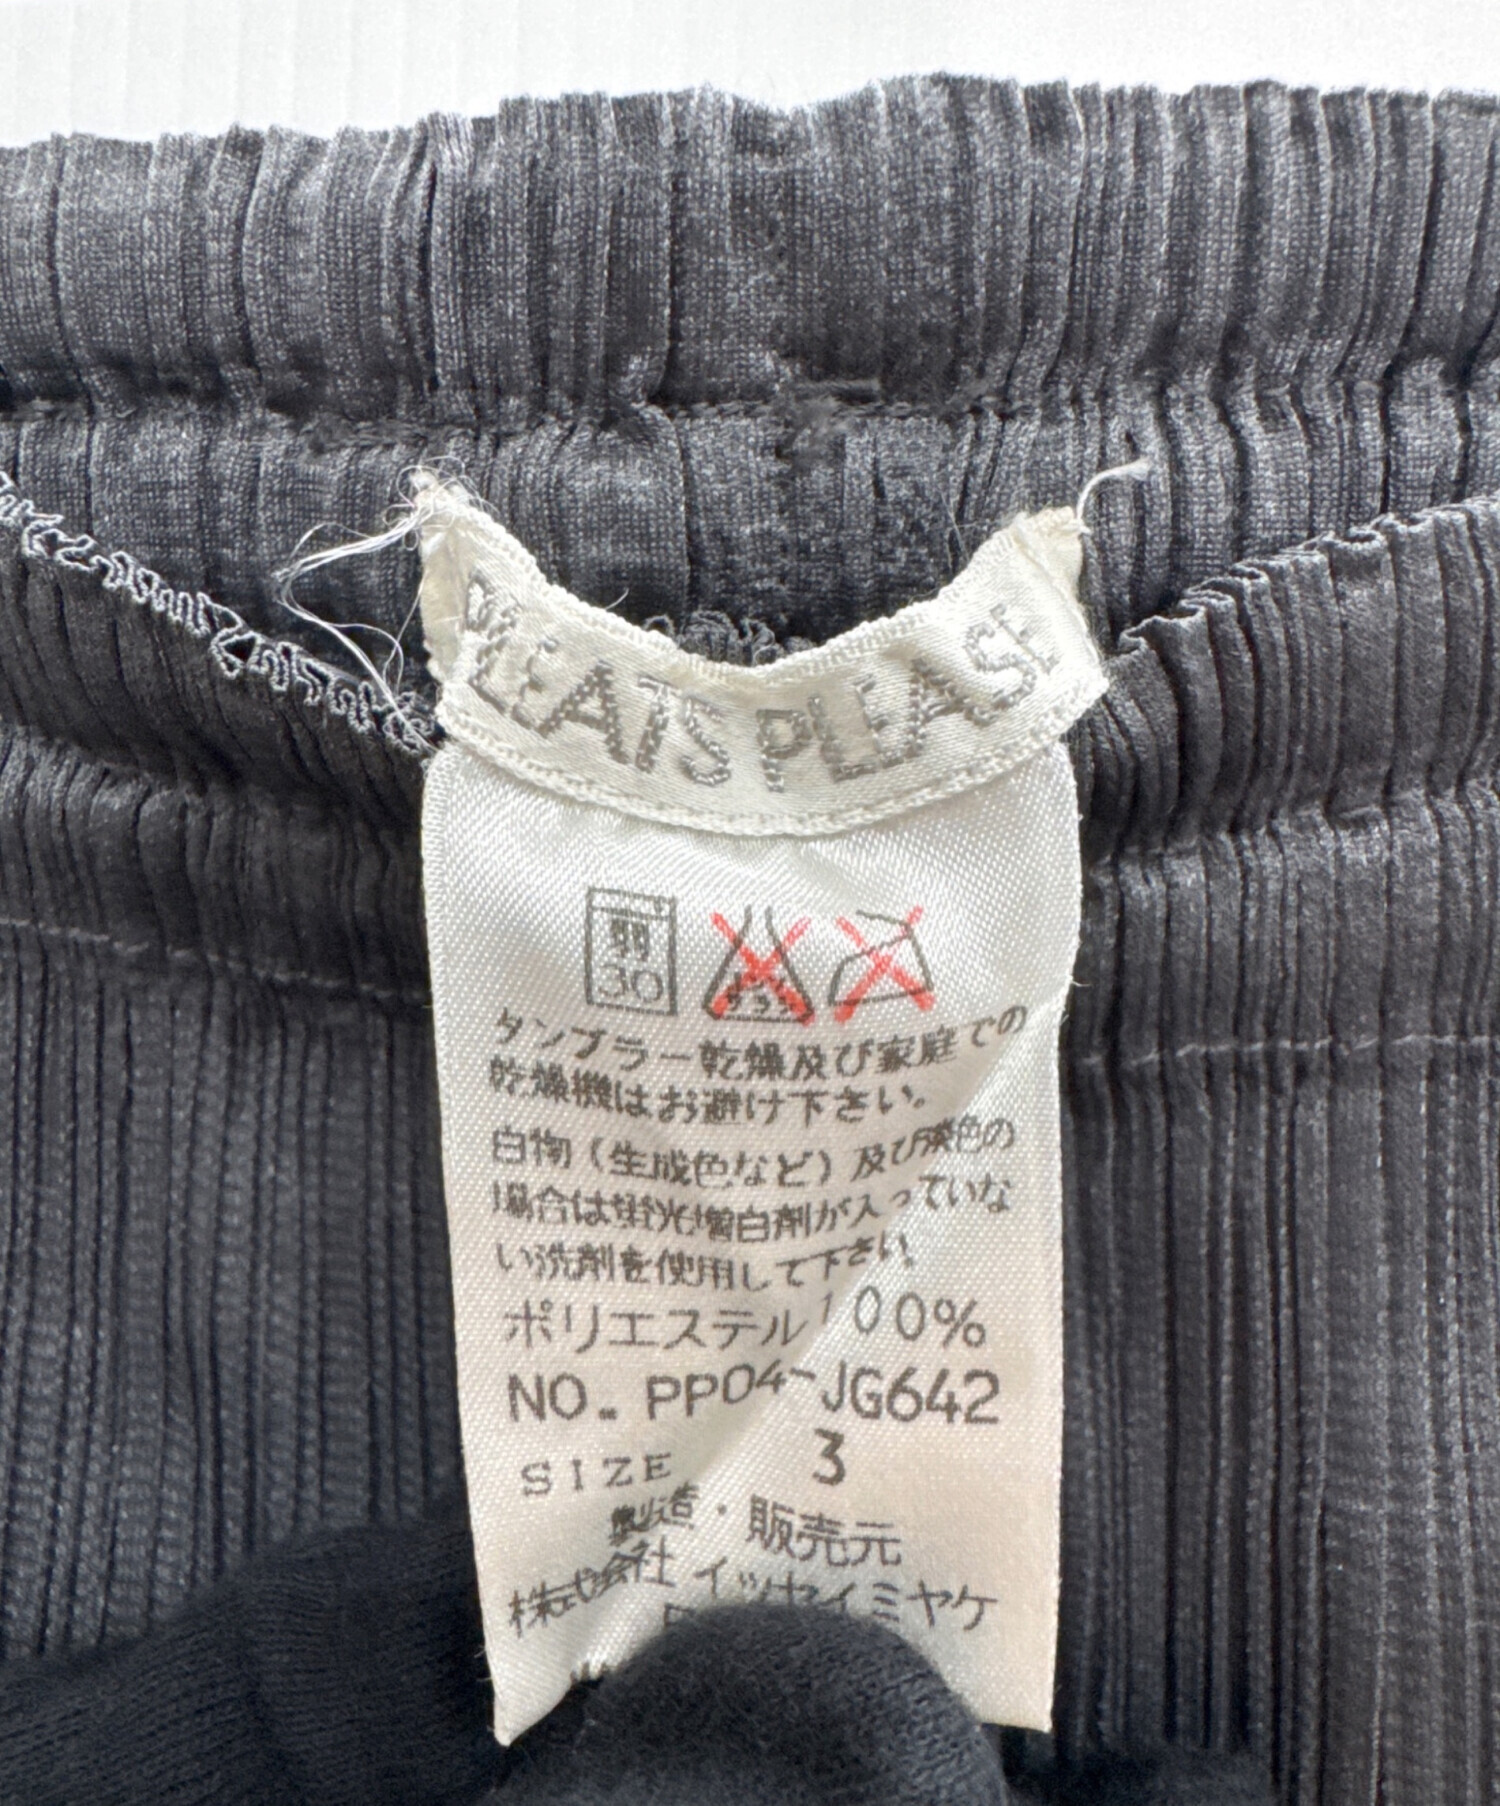 PLEATS PLEASE
弱
30
エンソ
タンブラー乾燥及び家庭での
乾燥機はお避け下さい。
白物（生成色など）及び淡色の
場合は蛍光増白剤が入っていな
い洗剤を使用して下さい。
ポリエステル100%
NO. PP04-JG642
SIZE 3
製造・販売元
株式会社 イッセイミヤケ